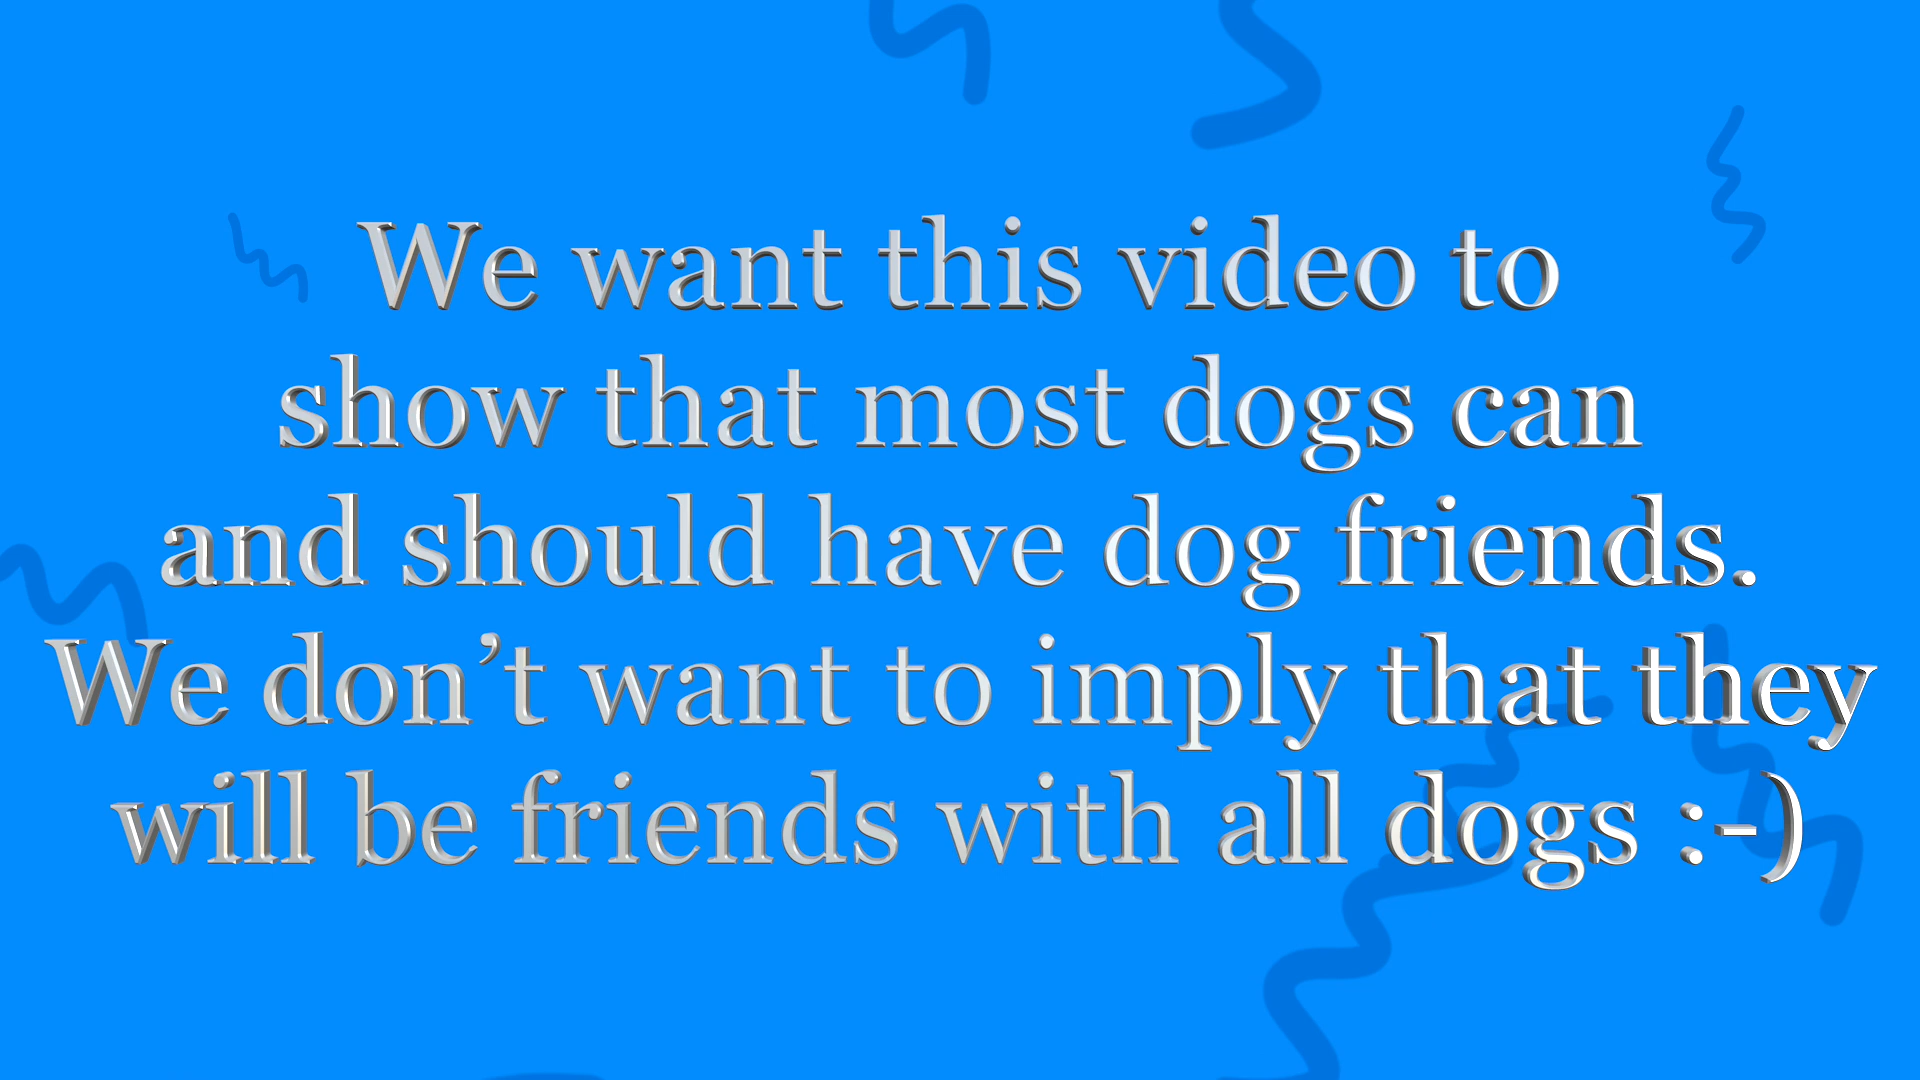 We want this video to
show that most dogs can
and should have dog friends.
We don’t want to imply that they
will be friends with all dogs :-)